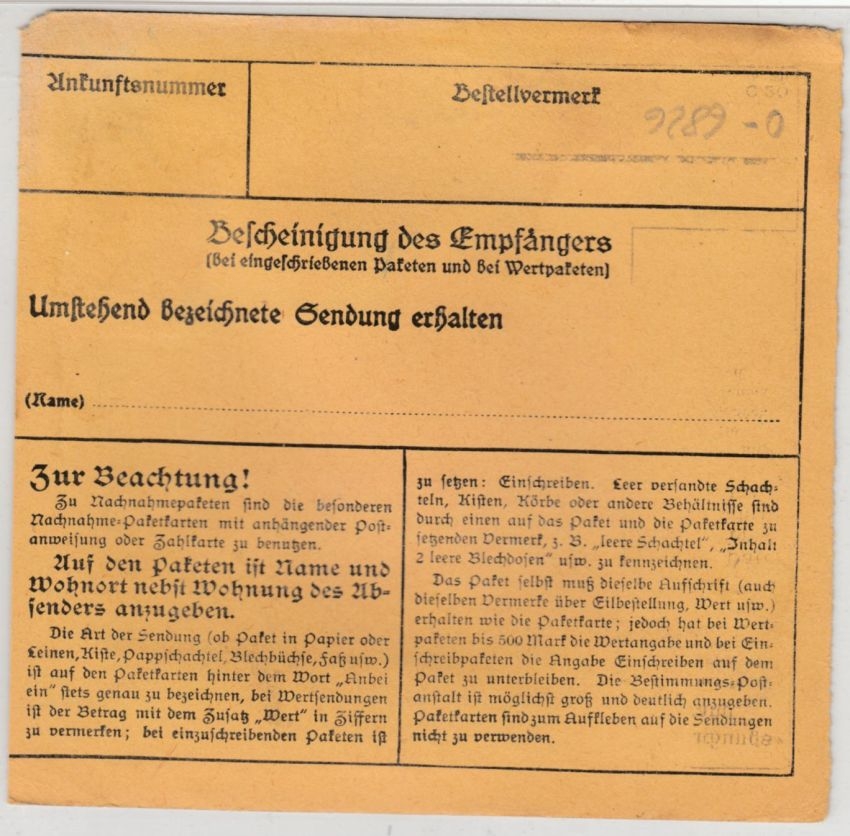 Ankunftsnummer
Bestellvermerk
Bescheinigung des Empfängers
(bei eingeschriebenen Paketen und bei Wertpaketen)
Umstehend bezeichnete Sendung erhalten
(Name)
Zur Beachtung!
Zu Nachnahmepaketen sind die besonderen
Nachnahme-Paketkarten mit anhängender Post-
anweisung oder Zahlkarte zu benutzen.
Auf den Paketen ist Name und
Wohnort nebst Wohnung des Ab-
senders anzugeben.
Die Art der Sendung (ob Paket in Papier oder
Leinen, Kiste, Pappschachtel, Blechbüchse, Faß usw.)
ist auf den Paketkarten hinter dem Wort „Anbei
ein“ stets genau zu bezeichnen, bei Wertsendungen
ist der Betrag mit dem Zusatz „Wert“ in Ziffern
zu vermerken; bei einzuschreibenden Paketen ist
zu setzen: Einschreiben. Leer versandte Schach-
teln, Kisten, Körbe oder andere Behältnisse sind
durch einen auf das Paket und die Paketkarte zu
setzenden Vermerk, z. B. „leere Schachtel“, „Inhalt
2 leere Blechdosen“ usw. zu kennzeichnen.
Das Paket selbst muß dieselbe Aufschrift (auch
dieselben Vermerke über Eilbestellung, Wert usw.)
erhalten wie die Paketkarte; jedoch hat bei Wert-
paketen bis 500 Mark die Wertangabe und bei Ein-
schreibpaketen die Angabe Einschreiben auf dem
Paket zu unterbleiben. Die Bestimmungs-Post-
anstalt ist möglichst groß und deutlich anzugeben.
Paketkarten sind zum Aufkleben auf die Sendungen
nicht zu verwenden.